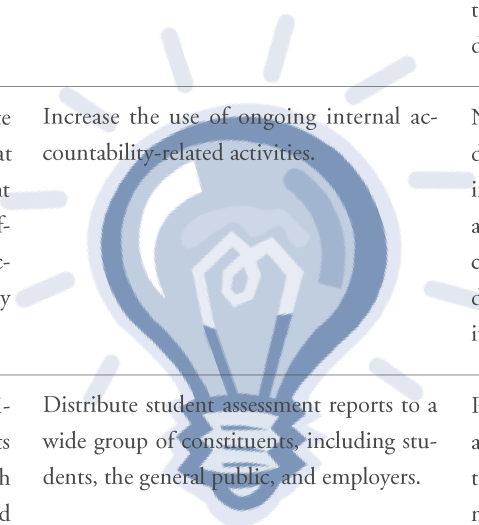 Increase the use of ongoing internal ac-
countability-related activities.
Distribute student assessment reports to a
wide group of constituents, including stu-
dents, the general public, and employers.